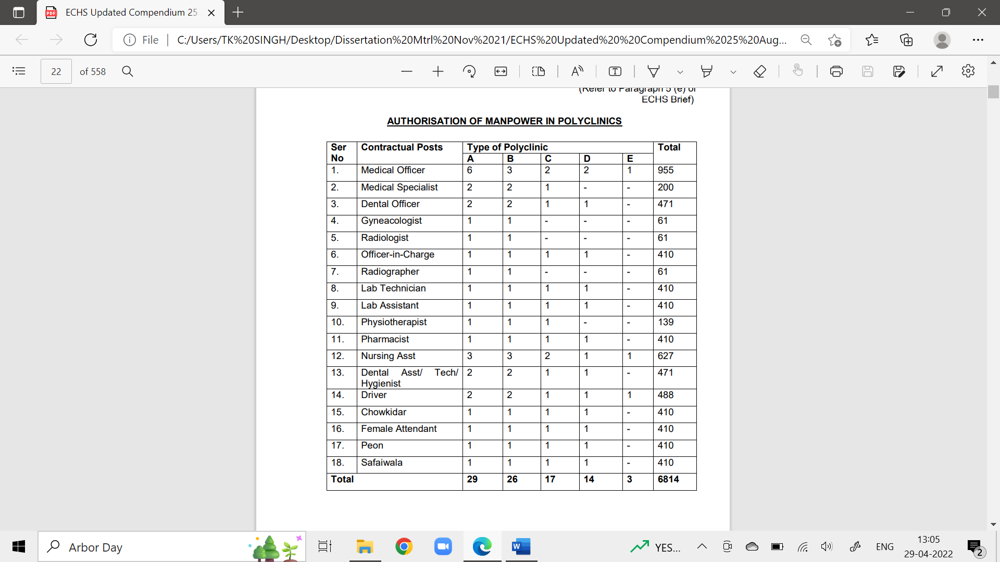 ECHS Updated Compendium 25
File
C:/Users/TK%20SINGH/Desktop/Dissertation%20Mtrl%20Nov%2021/ECHS%20Updated%20%20Compendium%2025%20Aug...
22 of 558
(Refer to Paragraph 5 (e) of
ECHS Brief)
AUTHORISATION OF MANPOWER IN POLYCLINICS
Ser No Contractual Posts Type of Polyclinic Total
A B C D E
1. Medical Officer 6 3 2 2 1 955
2. Medical Specialist 2 2 1 - - 200
3. Dental Officer 2 2 1 1 - 471
4. Gyneacologist 1 1 - - - 61
5. Radiologist 1 1 - - - 61
6. Officer-in-Charge 1 1 1 1 - 410
7. Radiographer 1 1 - - - 61
8. Lab Technician 1 1 1 1 - 410
9. Lab Assistant 1 1 1 1 - 410
10. Physiotherapist 1 1 1 - - 139
11. Pharmacist 1 1 1 1 - 410
12. Nursing Asst 3 3 2 1 1 627
13. Dental Asst/ Tech/ 2 2 1 1 - 471
Hygienist
14. Driver 2 2 1 1 1 488
15. Chowkidar 1 1 1 1 - 410
16. Female Attendant 1 1 1 1 - 410
17. Peon 1 1 1 1 - 410
18. Safaiwala 1 1 1 1 - 410
Total 29 26 17 14 3 6814
Arbor Day
YES...
ENG
13:05
29-04-2022
2